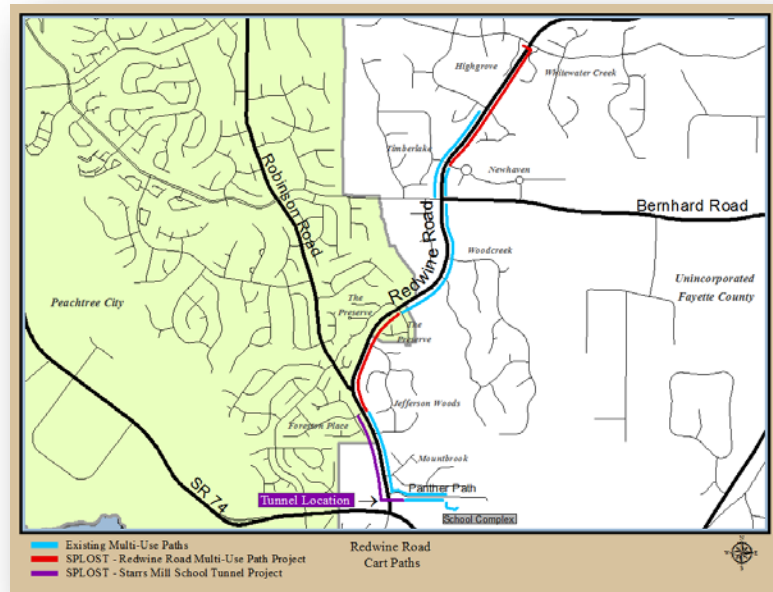 Highgrove
Whitewater Creek
Timberlake
Newhaven
Robinson Road
Redwine Road
Bernhard Road
Woodcreek
Unincorporated
Fayette County
Peachtree City
The
Preserve
The
Preserve
Jefferson Woods
Foreston Place
Mountbrook
Panther Path
SR 74
Tunnel Location
School Complex
Existing Multi-Use Paths
SPLOST - Redwine Road Multi-Use Path Project
SPLOST - Starrs Mill School Tunnel Project
Redwine Road
Cart Paths